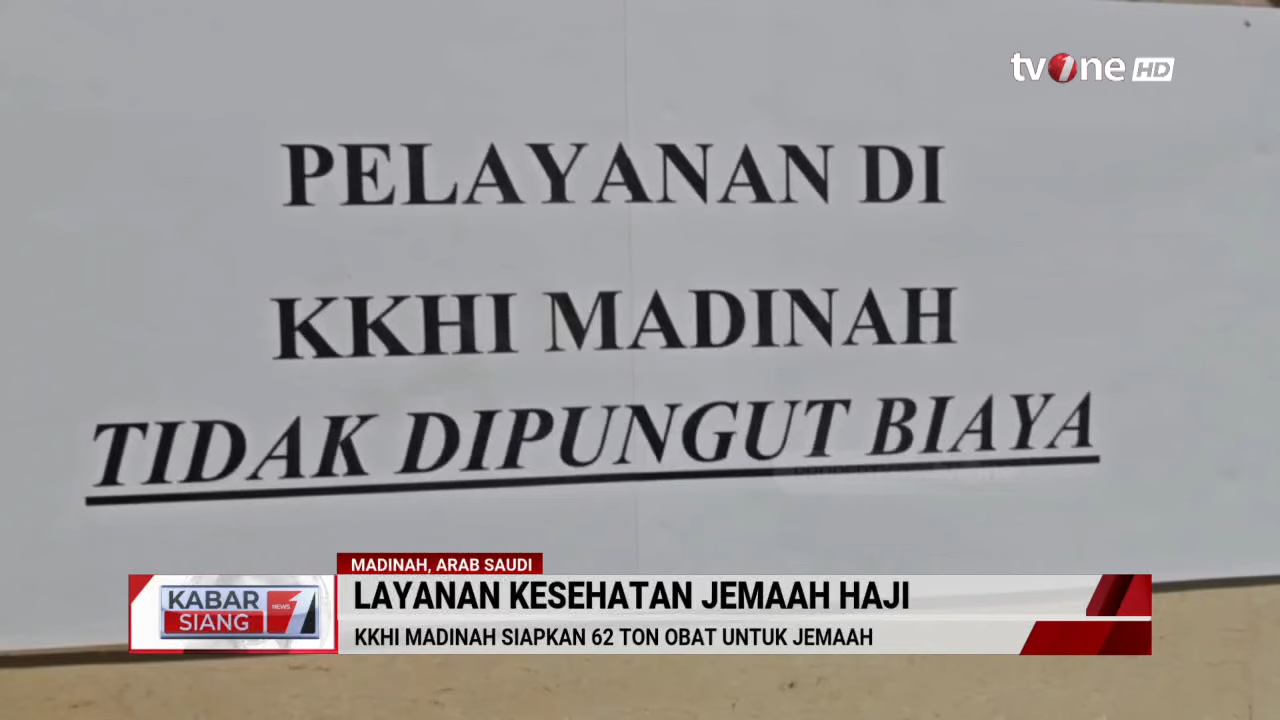 tvOne HD
PELAYANAN DI
KKHI MADINAH
TIDAK DIPUNGUT BIAYA
MADINAH, ARAB SAUDI
KABAR
SIANG
NEWS 1
LAYANAN KESEHATAN JEMAAH HAJI
KKHI MADINAH SIAPKAN 62 TON OBAT UNTUK JEMAAH